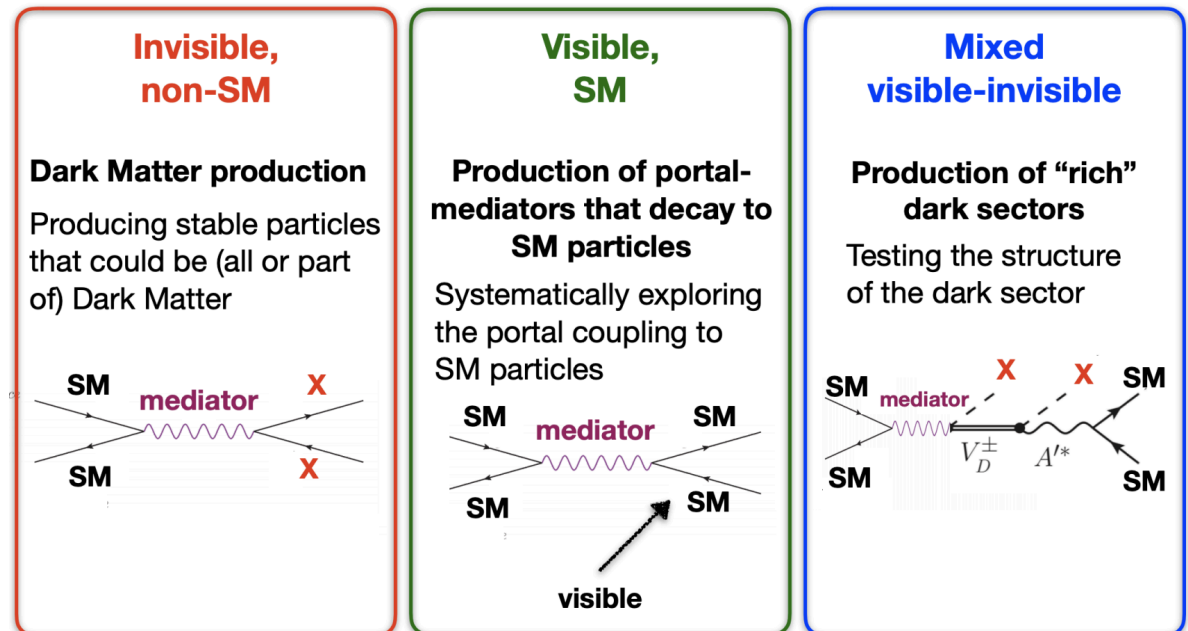 Invisible,
non-SM
Dark Matter production
Producing stable particles
that could be (all or part
of) Dark Matter
SM
mediator
X
SM
X
Visible,
SM
Production of portal-
mediators that decay to
SM particles
Systematically exploring
the portal coupling to
SM particles
SM
mediator
SM
SM
SM
visible
Mixed
visible-invisible
Production of “rich”
dark sectors
Testing the structure
of the dark sector
SM
mediator
X
X
SM
V_D^±
A′*
SM
SM